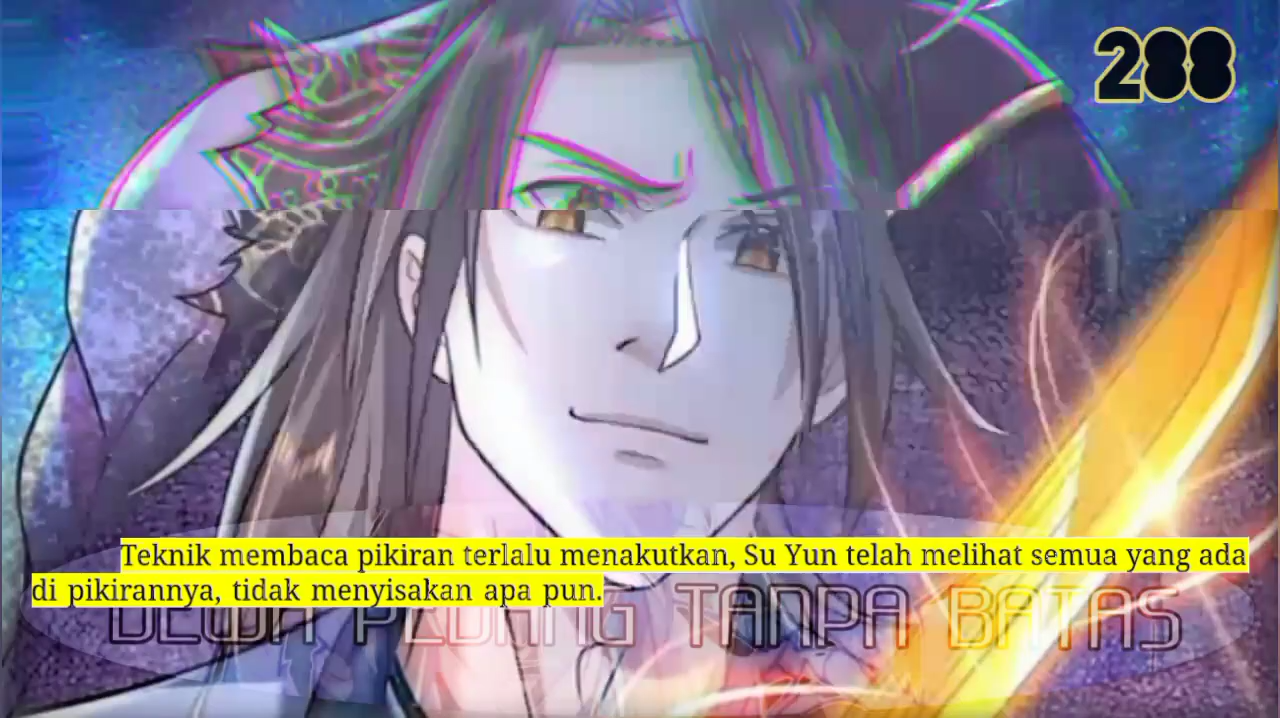 288
Teknik membaca pikiran terlalu menakutkan, Su Yun telah melihat semua yang ada
di pikirannya, tidak menyisakan apa pun.
DEWA PEDANG TANPA BATAS